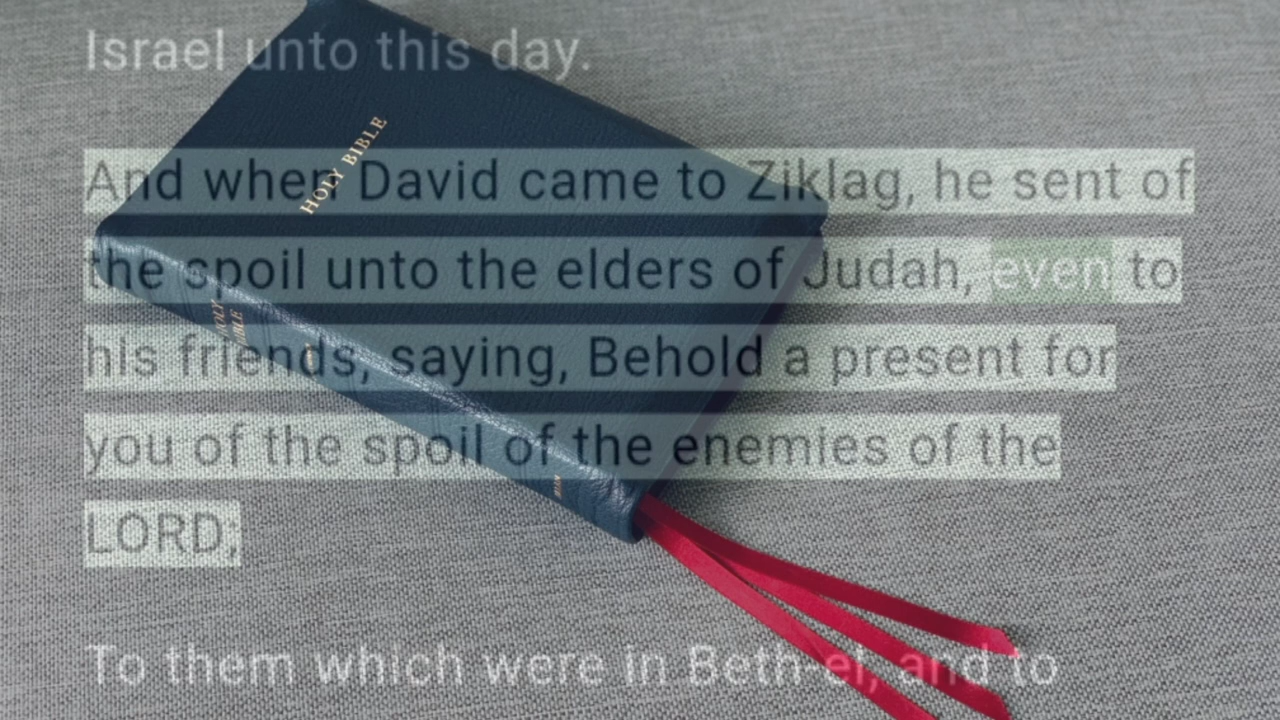 Israel unto this day.
HOLY BIBLE
And when David came to Ziklag, he sent of
the spoil unto the elders of Judah, even to
HOLY
BIBLE
his friends, saying, Behold a present for
you of the spoil of the enemies of the
LORD;
To them which were in Beth-el, and to